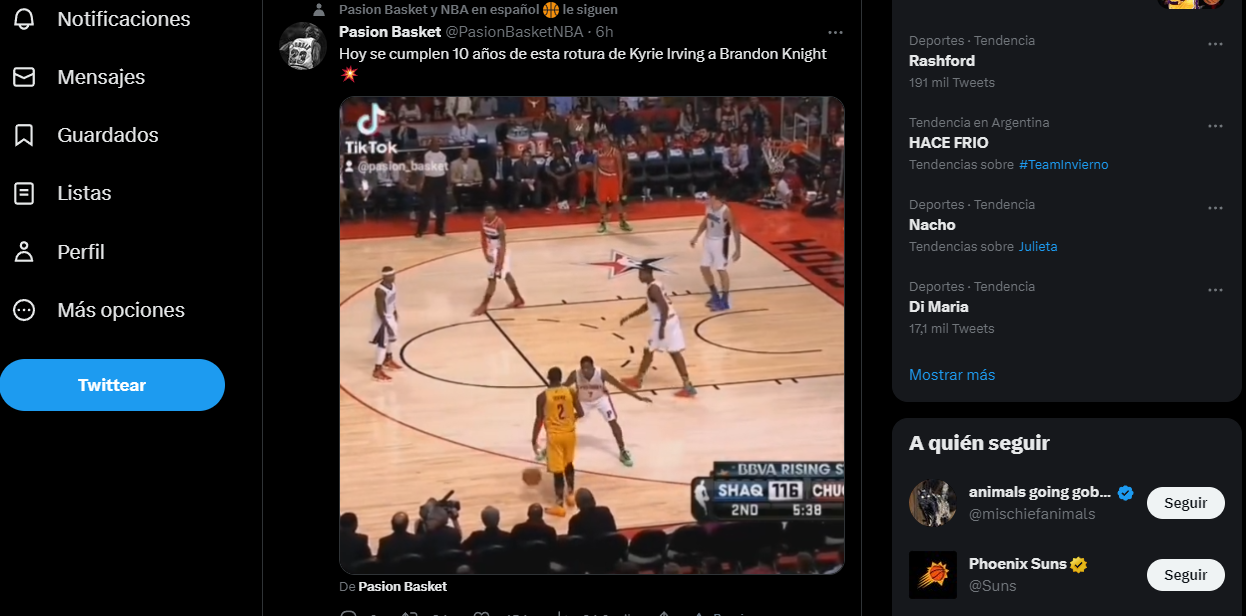 Notificaciones
Mensajes
Guardados
Listas
Perfil
Más opciones
Twittear
Pasion Basket y NBA en español 🏀 le siguen
Pasion Basket @PasionBasketNBA · 6h
Hoy se cumplen 10 años de esta rotura de Kyrie Irving a Brandon Knight
💥
TikTok
@pasion_basket
HOUS
2
7
BBVA RISING S
SHAQ 116 CHU
2ND 5:38
De Pasion Basket
Deportes · Tendencia
Rashford
191 mil Tweets
Tendencia en Argentina
HACE FRIO
Tendencias sobre #TeamInvierno
Deportes · Tendencia
Nacho
Tendencias sobre Julieta
Deportes · Tendencia
Di Maria
17,1 mil Tweets
Mostrar más
A quién seguir
animals going gob...
@mischiefanimals
Seguir
Phoenix Suns
@Suns
Seguir